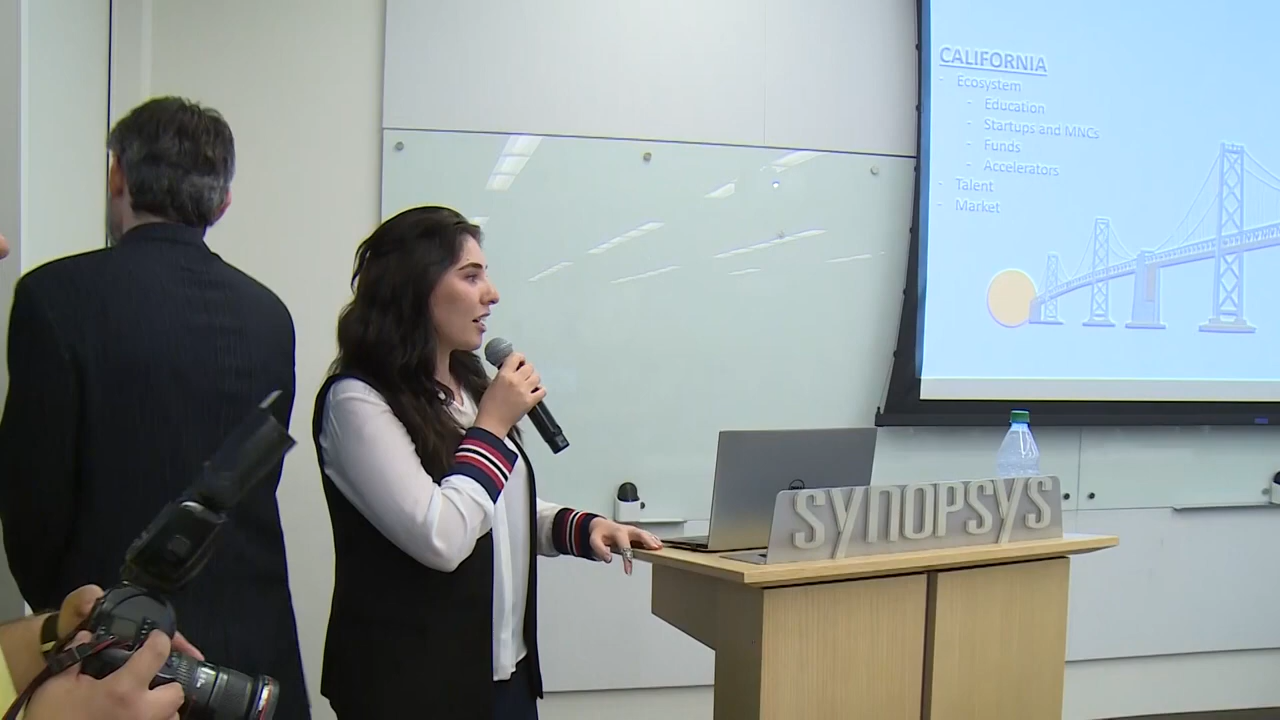 CALIFORNIA
- Ecosystem
- Education
- Startups and MNCs
- Funds
- Accelerators
- Talent
- Market
SYNOPSYS